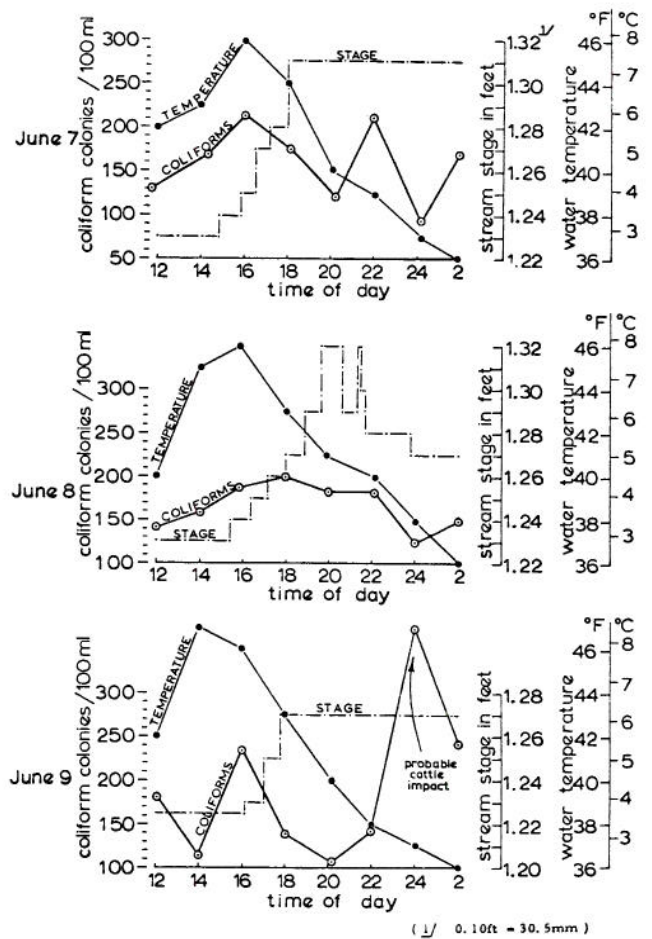 June 7
coliform colonies / 100 ml
300
250
200
150
100
50
TEMPERATURE
COLIFORMS
STAGE
12 14 16 18 20 22 24 2
time of day
stream stage in feet
1.32 1/
1.30
1.28
1.26
1.24
1.22
water temperature
°F °C
46
44
42
40
38
36
8
7
6
5
4
3
June 8
coliform colonies /100ml
300
250
200
150
100
TEMPERATURE
COLIFORMS
STAGE
12 14 16 18 20 22 24 2
time of day
stream stage in feet
1.32
1.30
1.28
1.26
1.24
1.22
water temperature
°F °C
46
44
42
40
38
36
8
7
6
5
4
3
June 9
coliform colonies/100ml
300
250
200
150
100
TEMPERATURE
COLIFORMS
STAGE
probable
cattle
impact
12 14 16 18 20 22 24 2
time of day
stream stage in feet
1.28
1.26
1.24
1.22
1.20
water temperature
°F °C
46
44
42
40
38
36
8
7
6
5
4
3
( 1/ 0.10ft = 30.5mm )